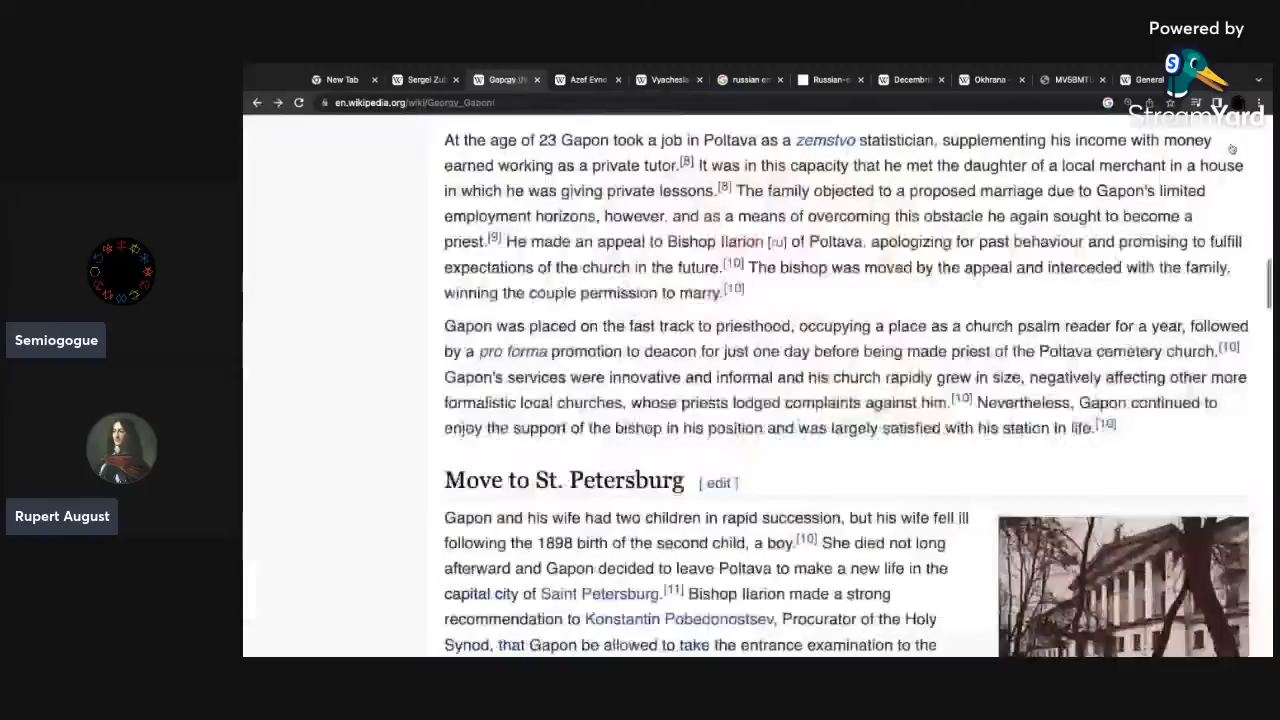 Powered by
StreamYard
New Tab
Sergei Zu
Azef Evno
Vyachesla
russian
Russian-
Decembri
Okhrana -
MV5BMT
General
en.wikipedia.org/wiki/Georgy_Gapon
At the age of 23 Gapon took a job in Poltava as a zemstvo statistician, supplementing his income with money
earned working as a private tutor.[8] It was in this capacity that he met the daughter of a local merchant in a house
in which he was giving private lessons.[8] The family objected to a proposed marriage due to Gapon's limited
employment horizons, however, and as a means of overcoming this obstacle he again sought to become a
priest.[9] He made an appeal to Bishop Ilarion [ru] of Poltava, apologizing for past behaviour and promising to fulfill
expectations of the church in the future.[10] The bishop was moved by the appeal and interceded with the family,
winning the couple permission to marry.[10]
Gapon was placed on the fast track to priesthood, occupying a place as a church psalm reader for a year, followed
by a pro forma promotion to deacon for just one day before being made priest of the Poltava cemetery church.[10]
Gapon's services were innovative and informal and his church rapidly grew in size, negatively affecting other more
formalistic local churches, whose priests lodged complaints against him.[10] Nevertheless, Gapon continued to
enjoy the support of the bishop in his position and was largely satisfied with his station in life.[10]
Move to St. Petersburg [ edit ]
Gapon and his wife had two children in rapid succession, but his wife fell ill
following the 1898 birth of the second child, a boy.[10] She died not long
afterward and Gapon decided to leave Poltava to make a new life in the
capital city of Saint Petersburg.[11] Bishop Ilarion made a strong
recommendation to Konstantin Pobedonostsev, Procurator of the Holy
Synod, that Gapon be allowed to take the entrance examination to the
Semiogogue
Rupert August